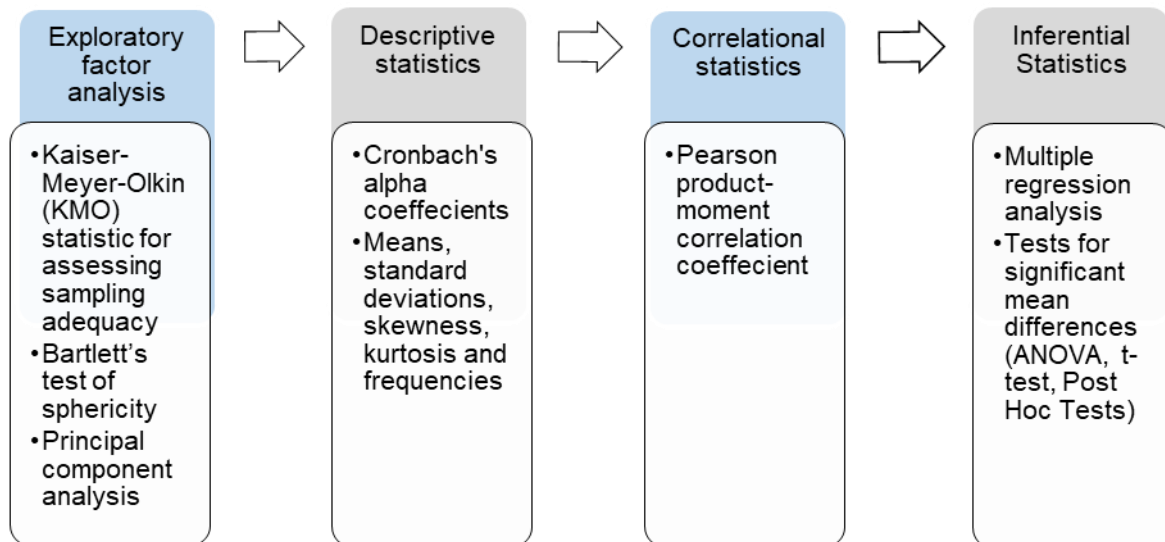 Exploratory
factor
analysis
•Kaiser-
Meyer-Olkin
(KMO)
statistic for
assessing
sampling
adequacy
•Bartlett’s
test of
sphericity
•Principal
component
analysis
Descriptive
statistics
•Cronbach's
alpha
coeffecients
•Means,
standard
deviations,
skewness,
kurtosis and
frequencies
Correlational
statistics
•Pearson
product-
moment
correlation
coeffecient
Inferential
Statistics
•Multiple
regression
analysis
•Tests for
significant
mean
differences
(ANOVA, t-
test, Post
Hoc Tests)